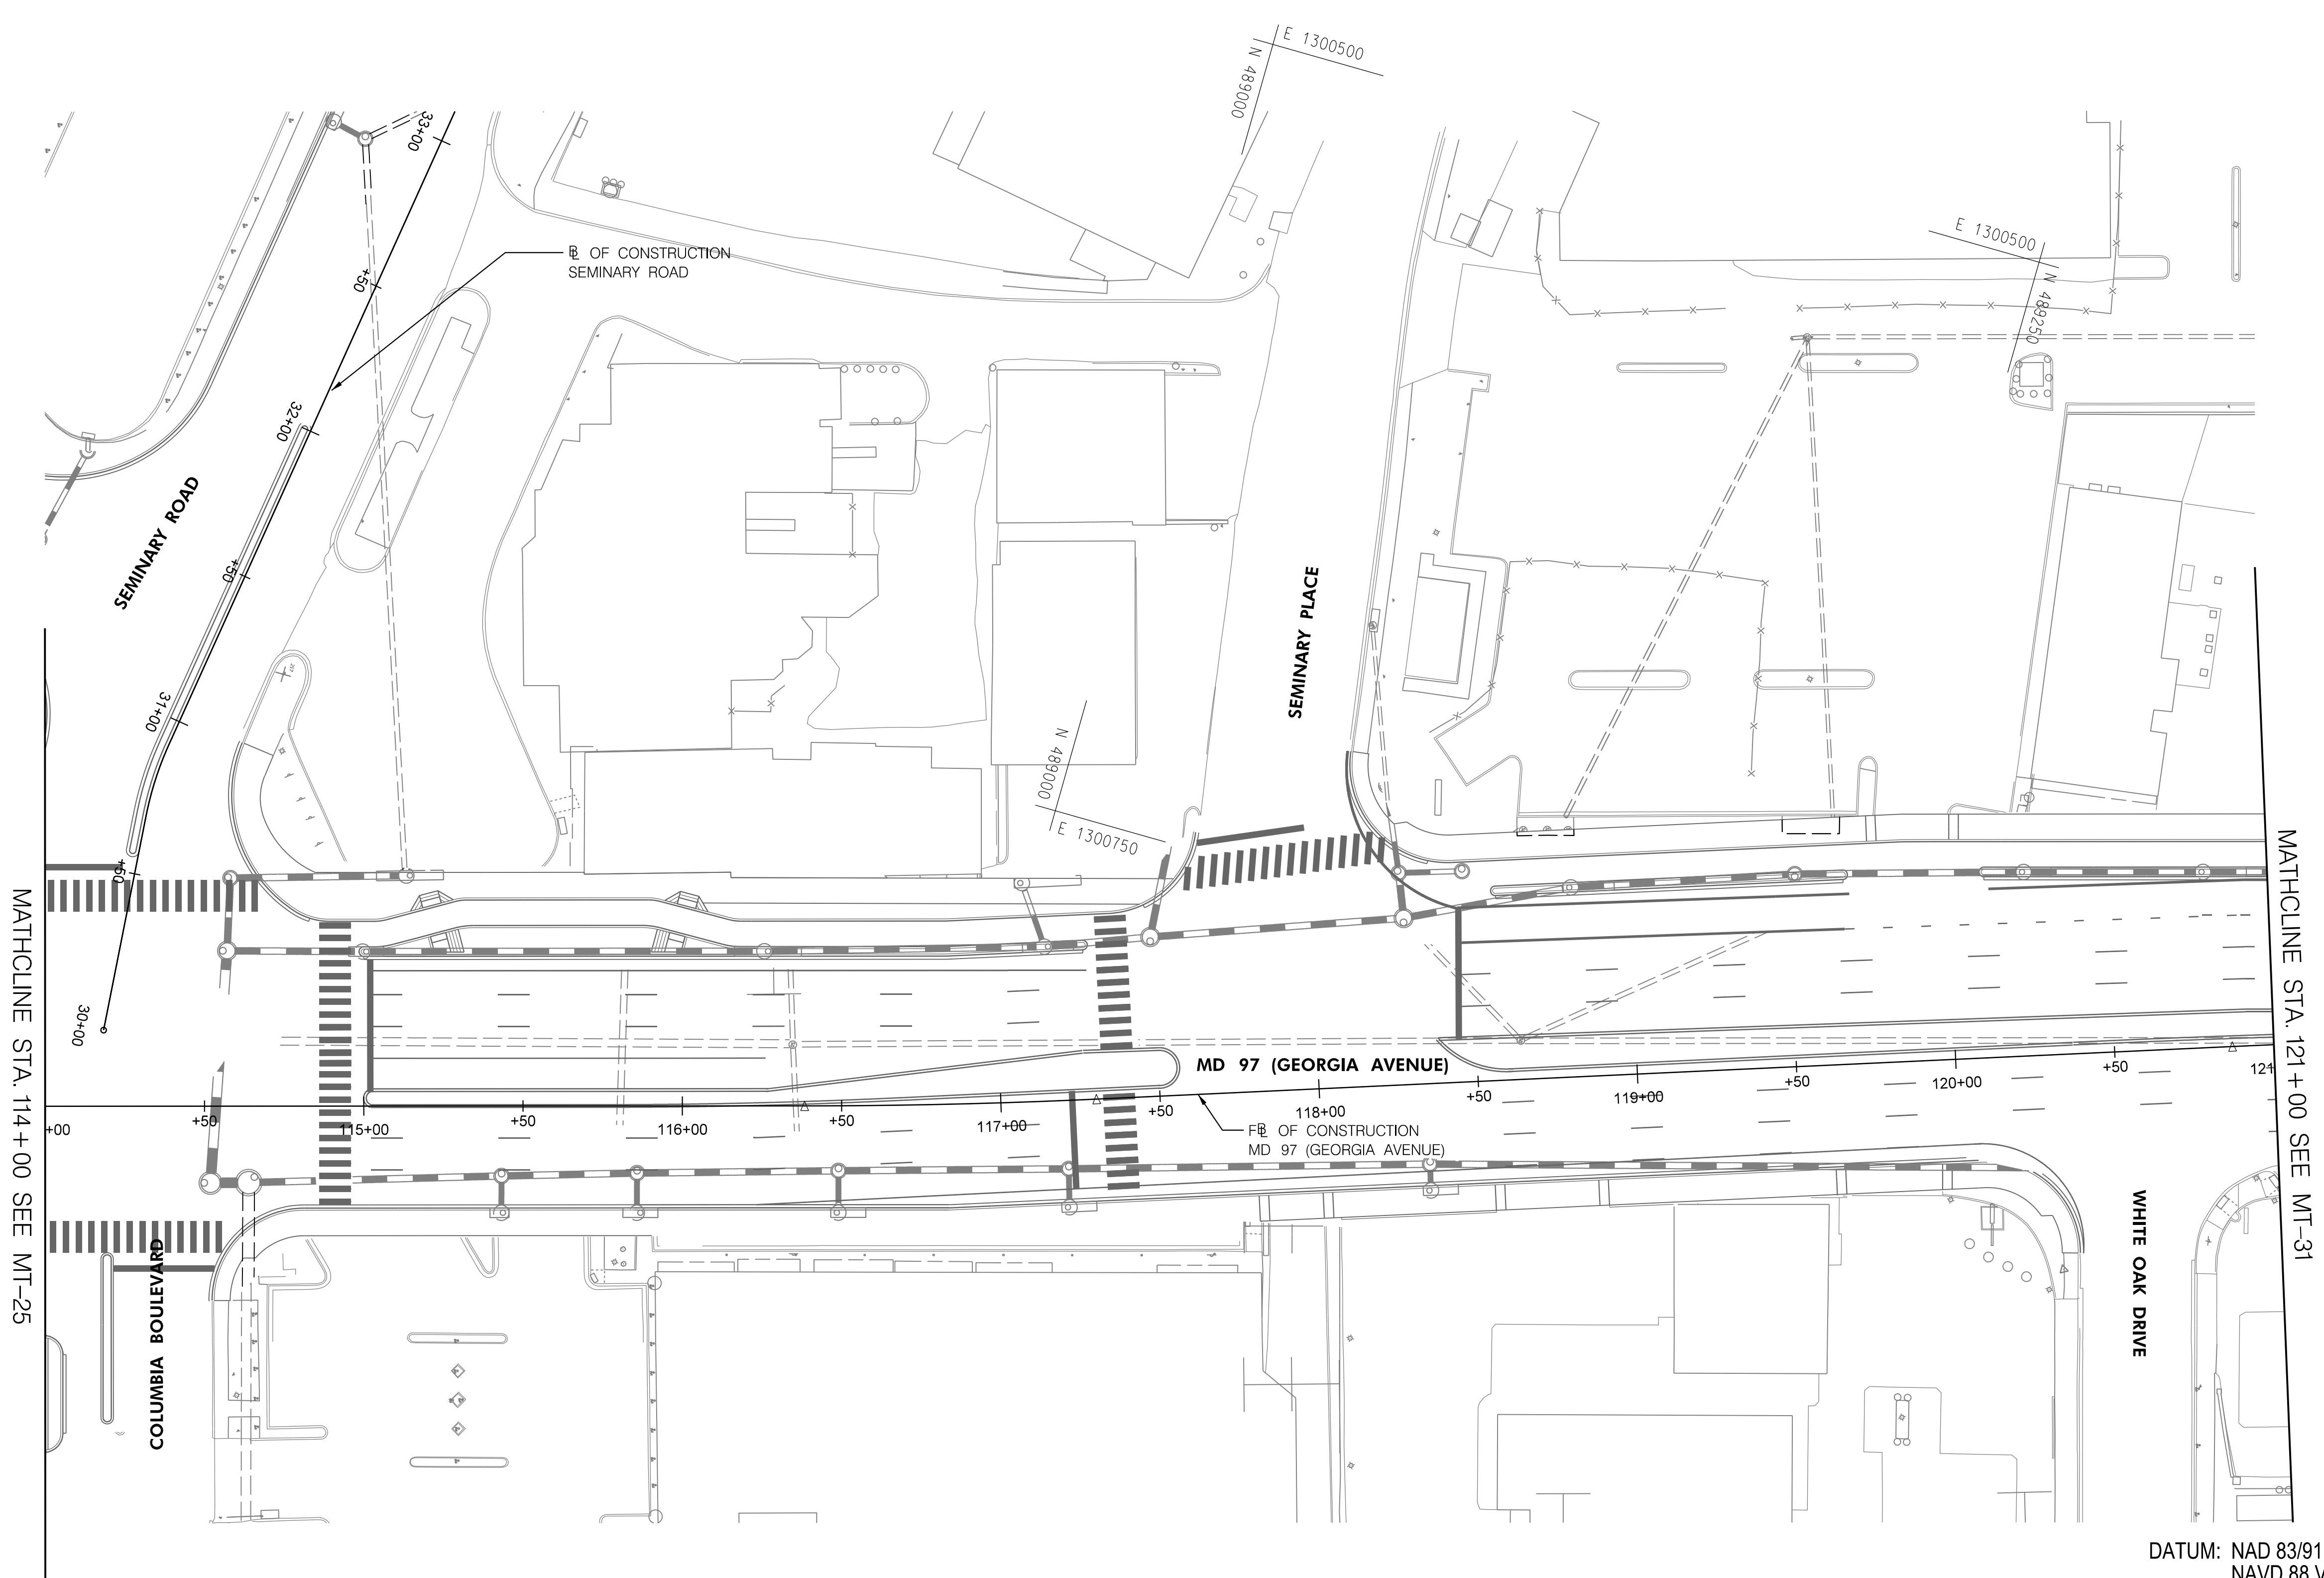 E 1300500
N 489000
33+00
+50
℄ OF CONSTRUCTION
SEMINARY ROAD
E 1300500
N 489250
32+00
SEMINARY ROAD
+50
SEMINARY PLACE
31+00
N 489000
E 1300750
+50
30+00
MATHCLINE STA. 114+00 SEE MT-25
MATHCLINE STA. 121+00 SEE MT-31
MD 97 (GEORGIA AVENUE)
+00
+50
115+00
+50
116+00
+50
117+00
+50
118+00
+50
119+00
+50
120+00
+50
121
OF CONSTRUCTION
MD 97 (GEORGIA AVENUE)
COLUMBIA BOULEVARD
WHITE OAK DRIVE
DATUM: NAD 83/91
NAVD 88 V